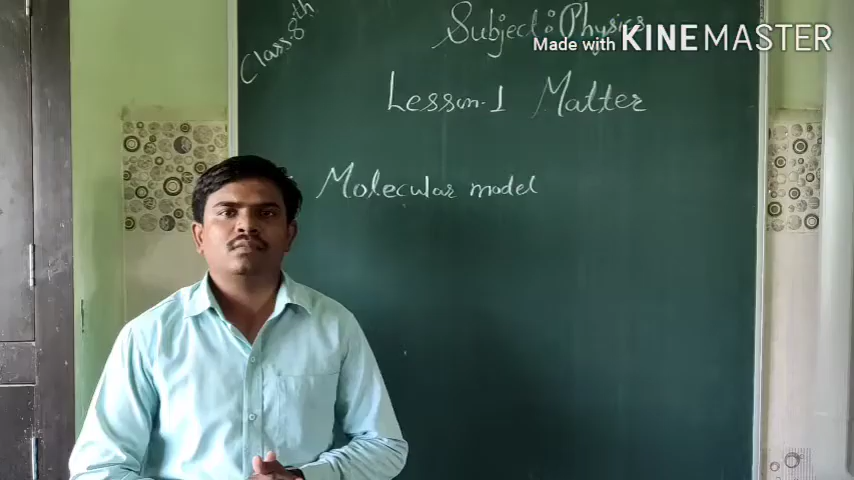 Class 8th
Subject : Physics
Made with KINEMASTER
Lesson-1 Matter
Molecular model